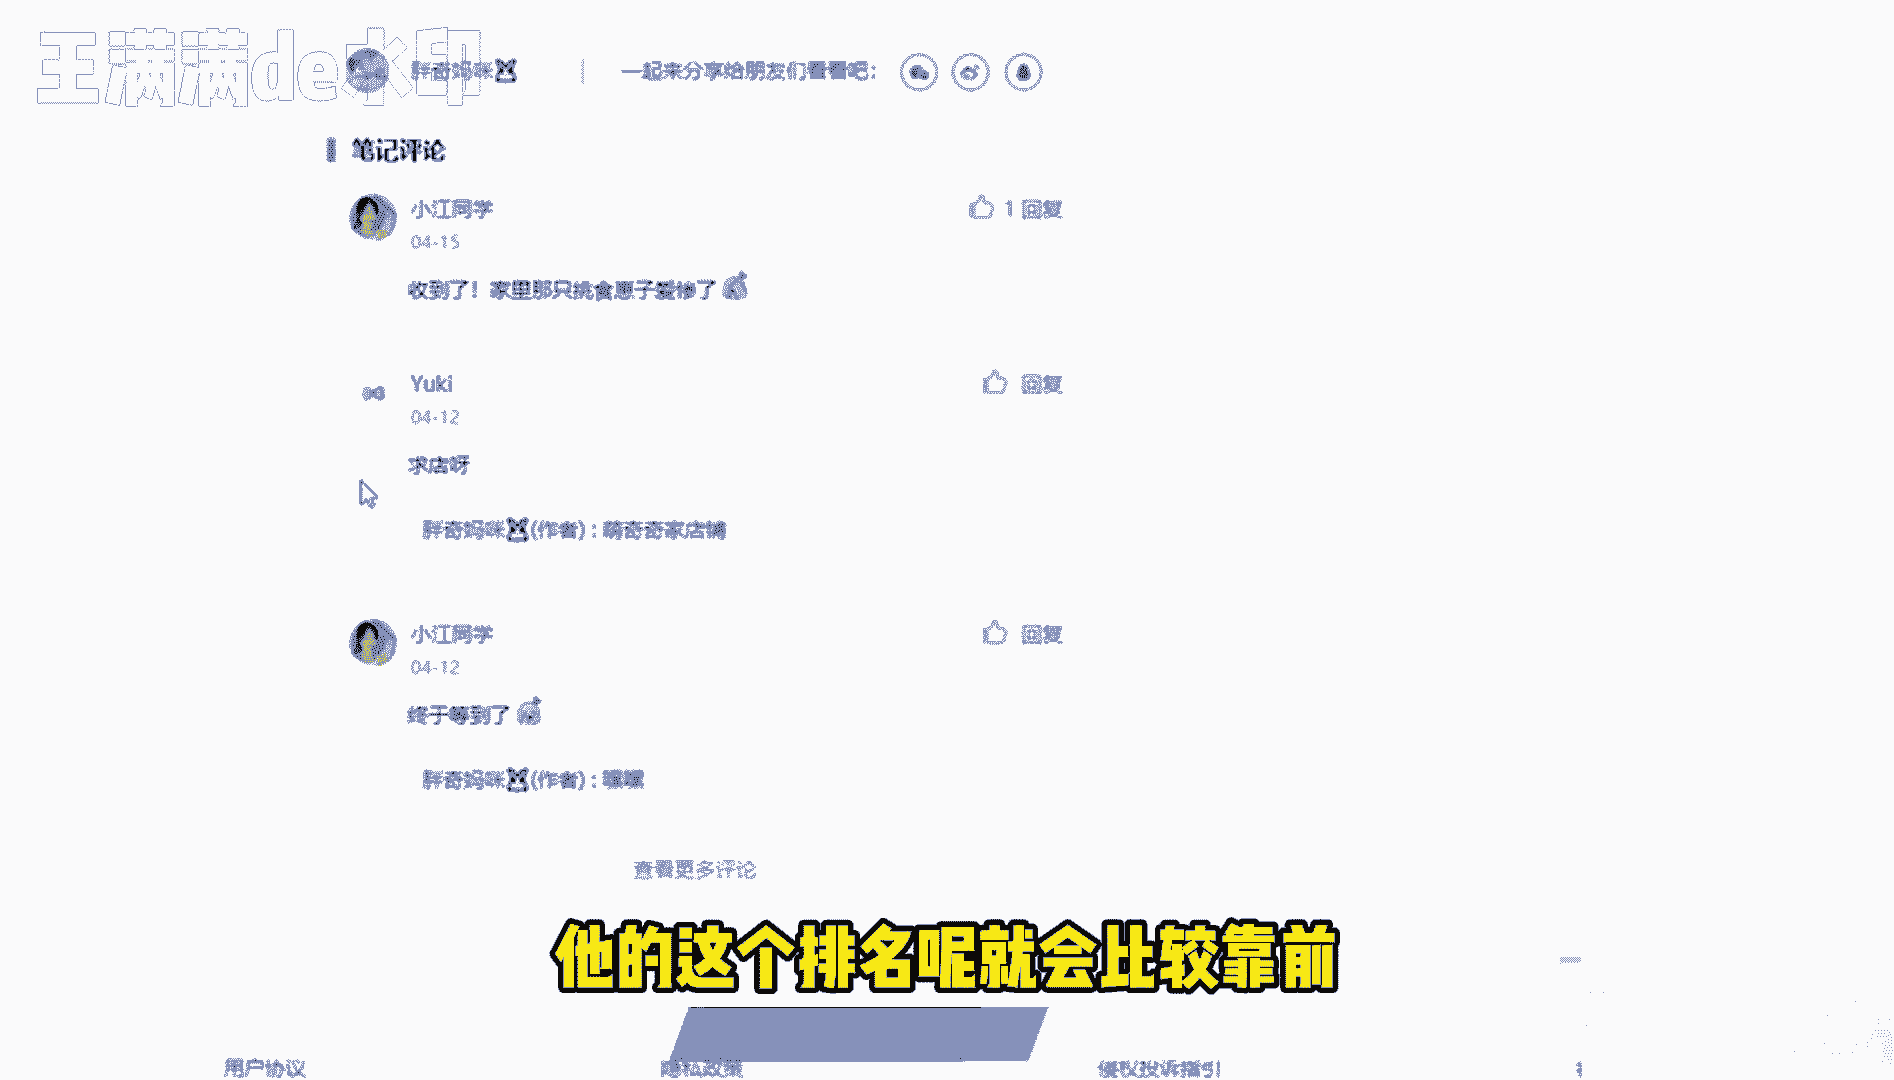 王满满de水印
胖奇妈咪 一起来分享给朋友们看看吧：
笔记评论
小江同学
1 回复
04-15
收到了！家里那只挑食崽子爱惨了
Yuki
回复
04-12
求店呀
胖奇妈咪(作者)：萌奇奇家店铺
小江同学
回复
04-12
终于等到了
胖奇妈咪(作者)：嘿嘿
查看更多评论
他的这个排名呢就会比较靠前
用户协议 隐私政策 侵权投诉指引